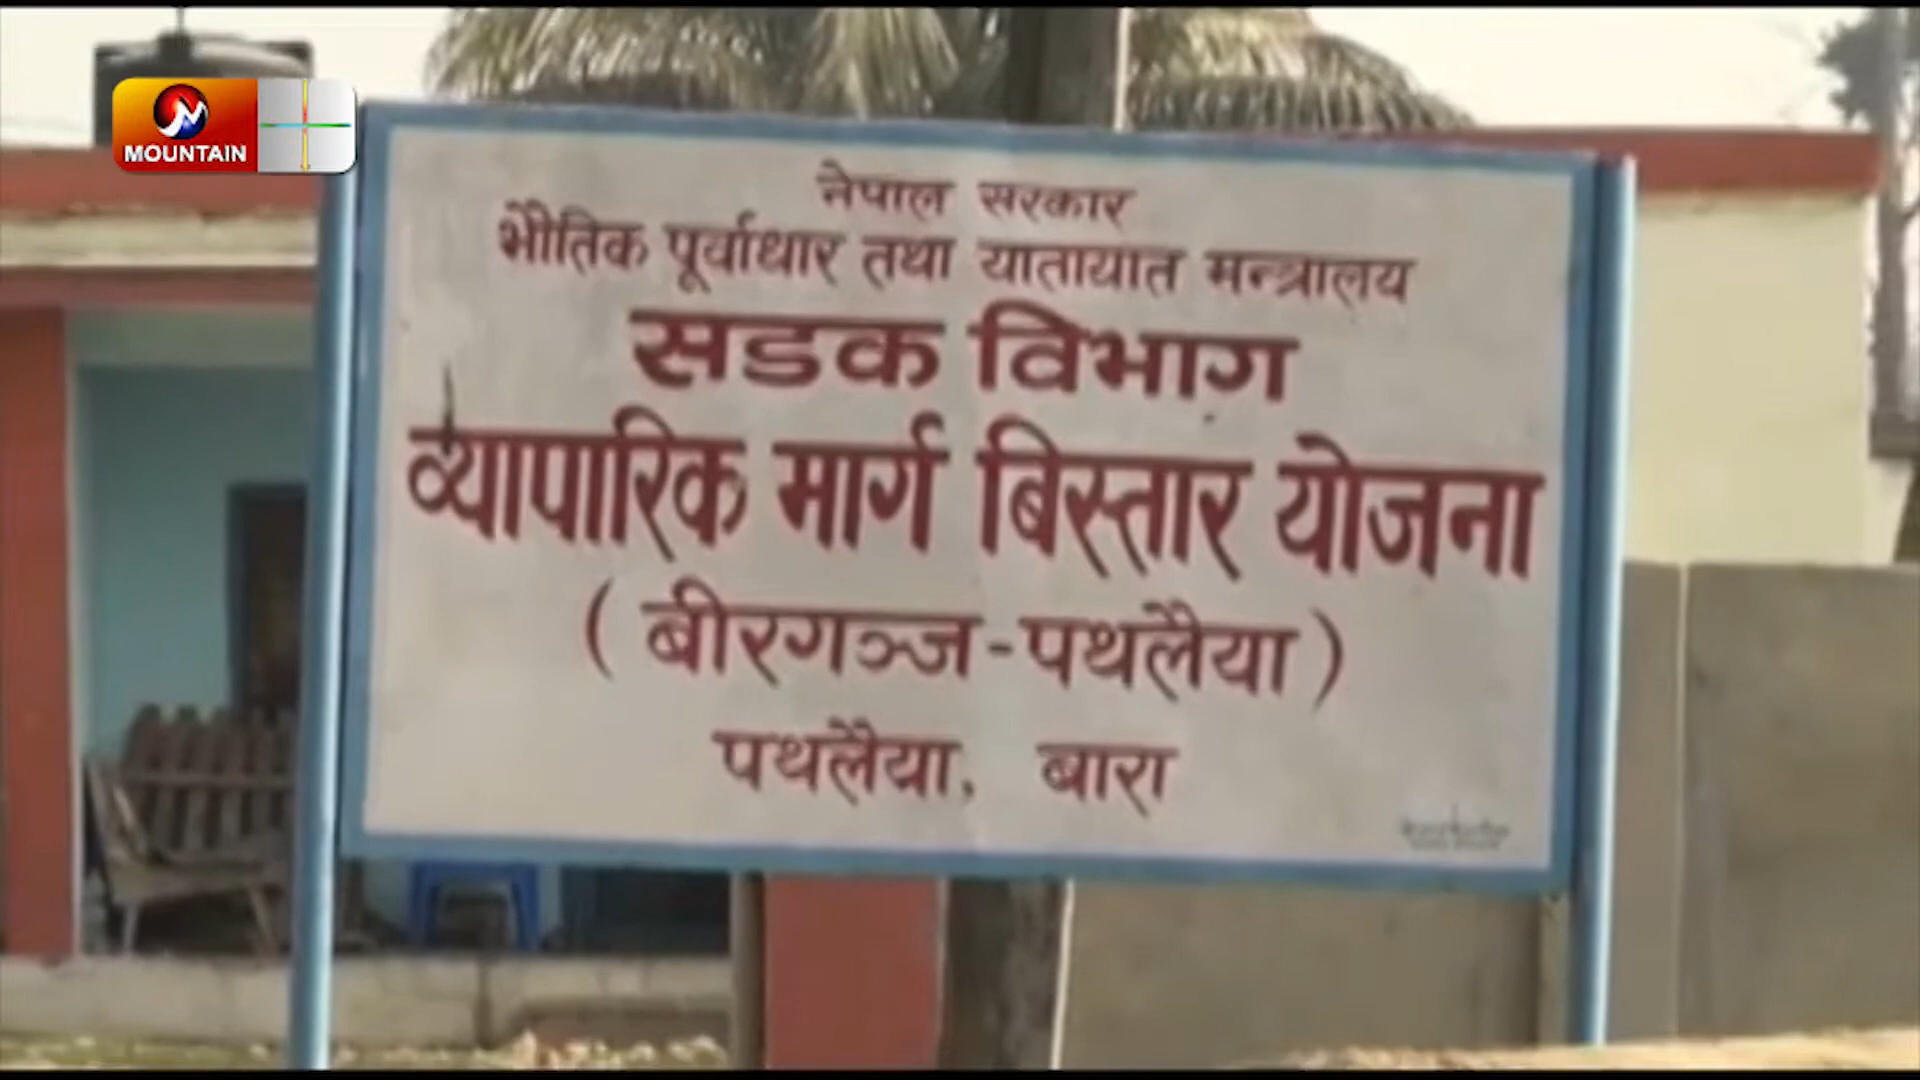 MOUNTAIN
नेपाल सरकार
भौतिक पूर्वाधार तथा यातायात मन्त्रालय
सडक विभाग
व्यापारिक मार्ग बिस्तार योजना
( बीरगञ्ज-पथलैया )
पथलैया, बारा